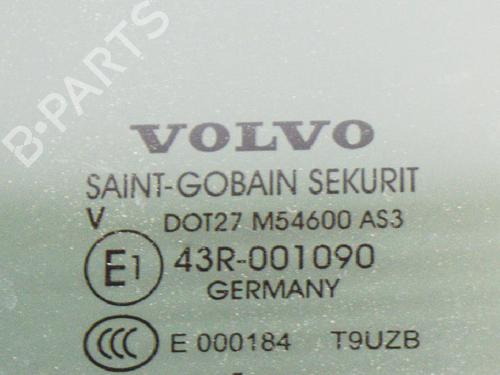 B-PARTS
VOLVO
SAINT-GOBAIN SEKURIT
V DOT27 M54600 AS3
E1 43R-001090
GERMANY
CCC E 000184 T9UZB